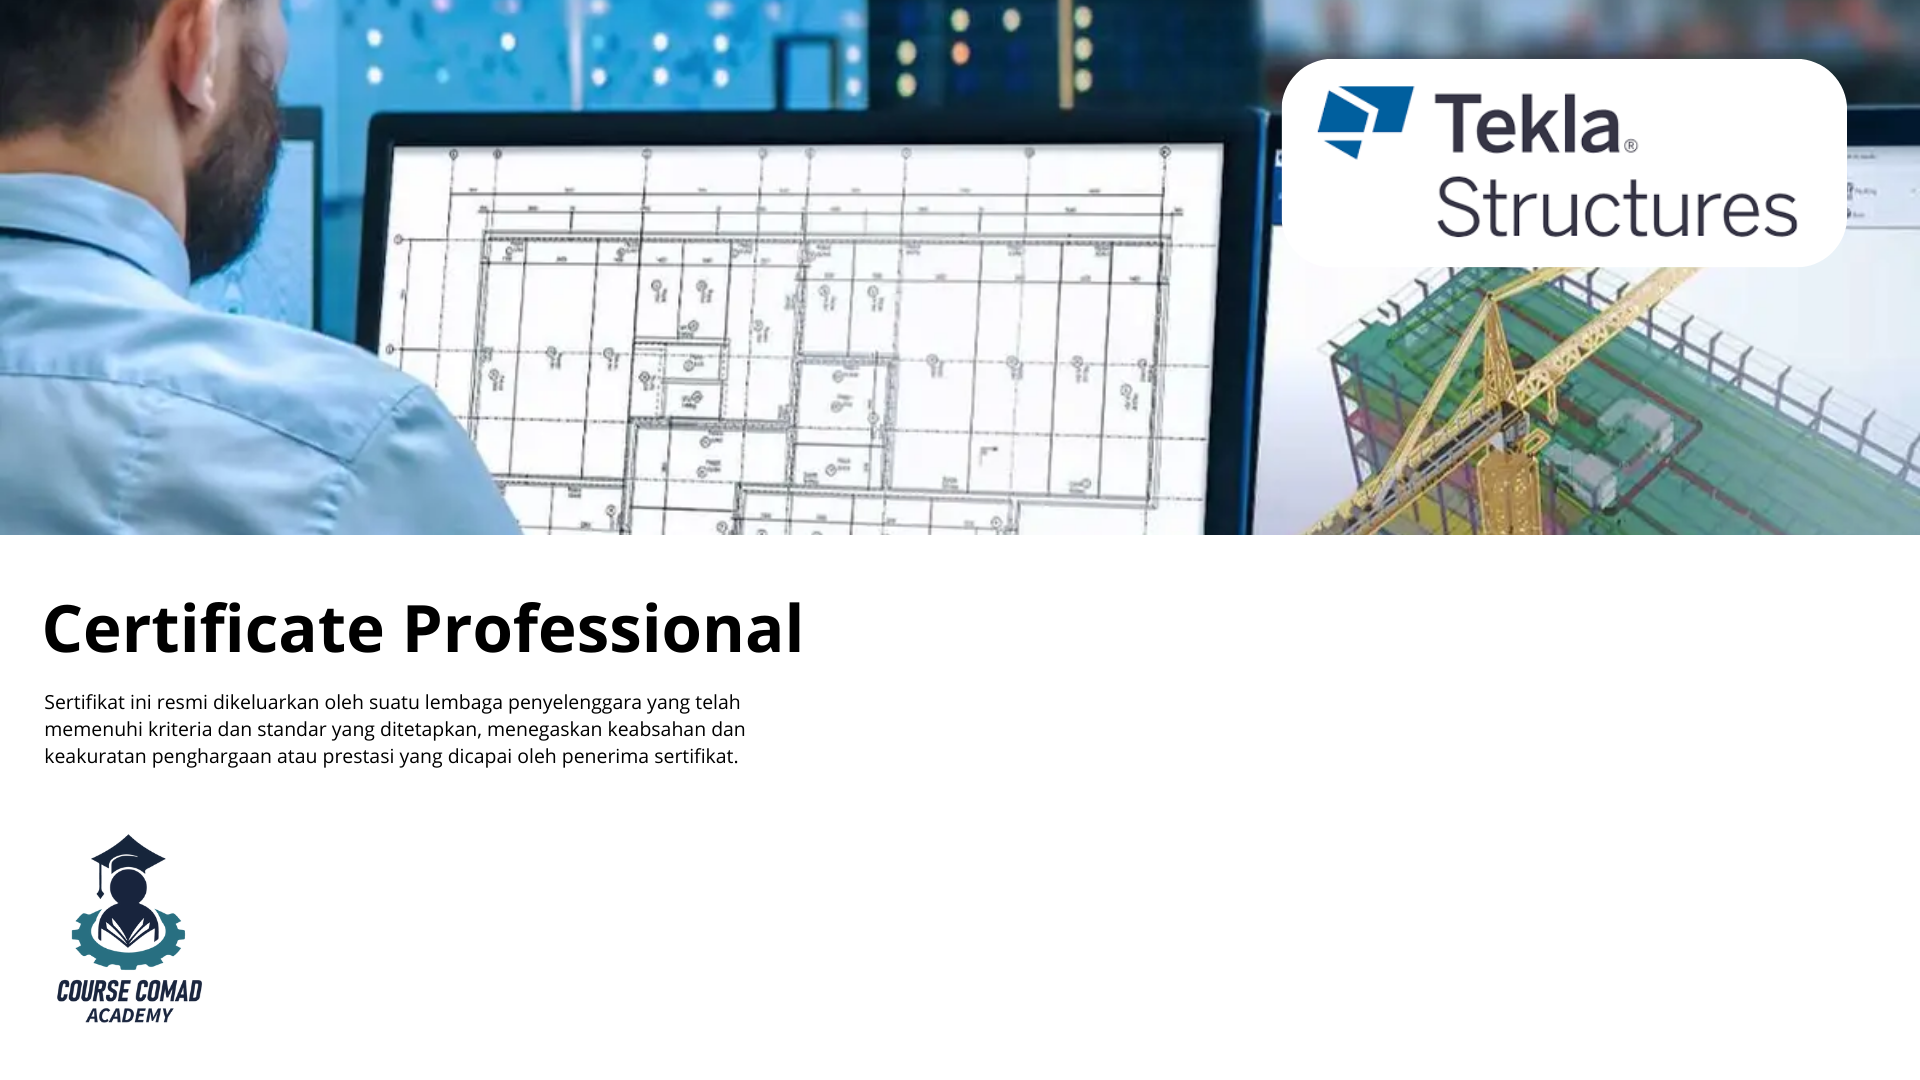 Tekla®
Structures
Certificate Professional
Sertifikat ini resmi dikeluarkan oleh suatu lembaga penyelenggara yang telah
memenuhi kriteria dan standar yang ditetapkan, menegaskan keabsahan dan
keakuratan penghargaan atau prestasi yang dicapai oleh penerima sertifikat.
COURSE COMAD
ACADEMY